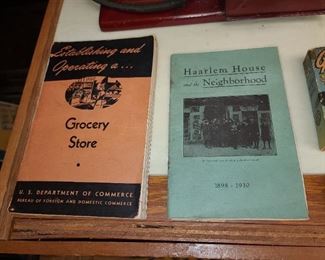 Establishing and
Operating a...
Grocery
Store
U. S. DEPARTMENT OF COMMERCE
BUREAU OF FOREIGN AND DOMESTIC COMMERCE
Haarlem House
and the Neighborhood
1898 - 1930